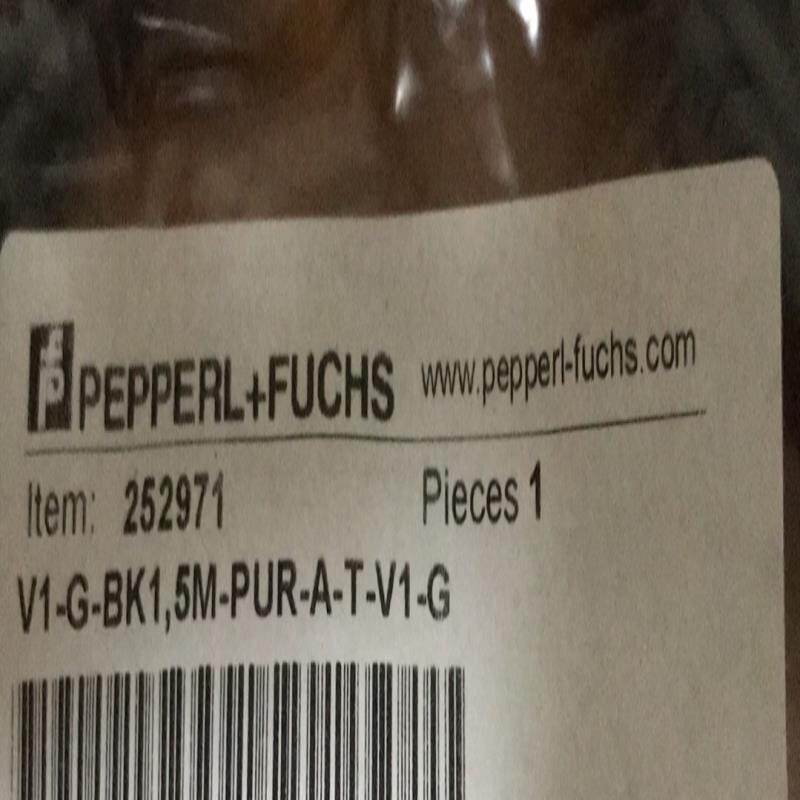 PEPPERL+FUCHS www.pepperl-fuchs.com
Item: 252971 Pieces 1
V1-G-BK1,5M-PUR-A-T-V1-G